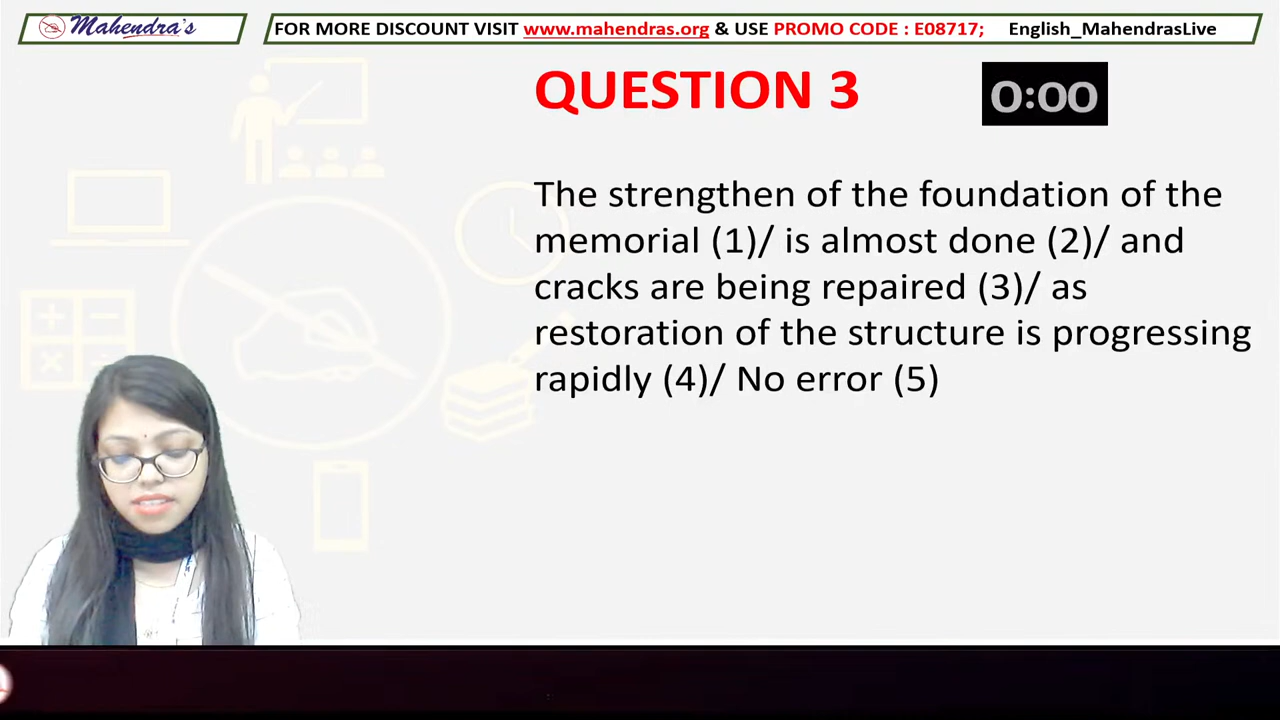 Mahendra's
FOR MORE DISCOUNT VISIT www.mahendras.org & USE PROMO CODE : E08717; English_MahendrasLive
QUESTION 3
0:00
The strengthen of the foundation of the
memorial (1)/ is almost done (2)/ and
cracks are being repaired (3)/ as
restoration of the structure is progressing
rapidly (4)/ No error (5)